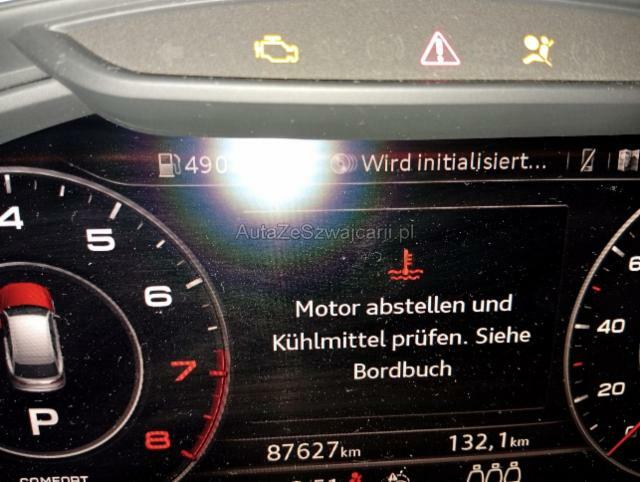 490
Wird initialisiert...
AutaZeSzwajcarii.pl
4
5
6
7
8
P
Motor abstellen und
Kühlmittel prüfen. Siehe
Bordbuch
40
20
87627km
132,1km
COMFORT